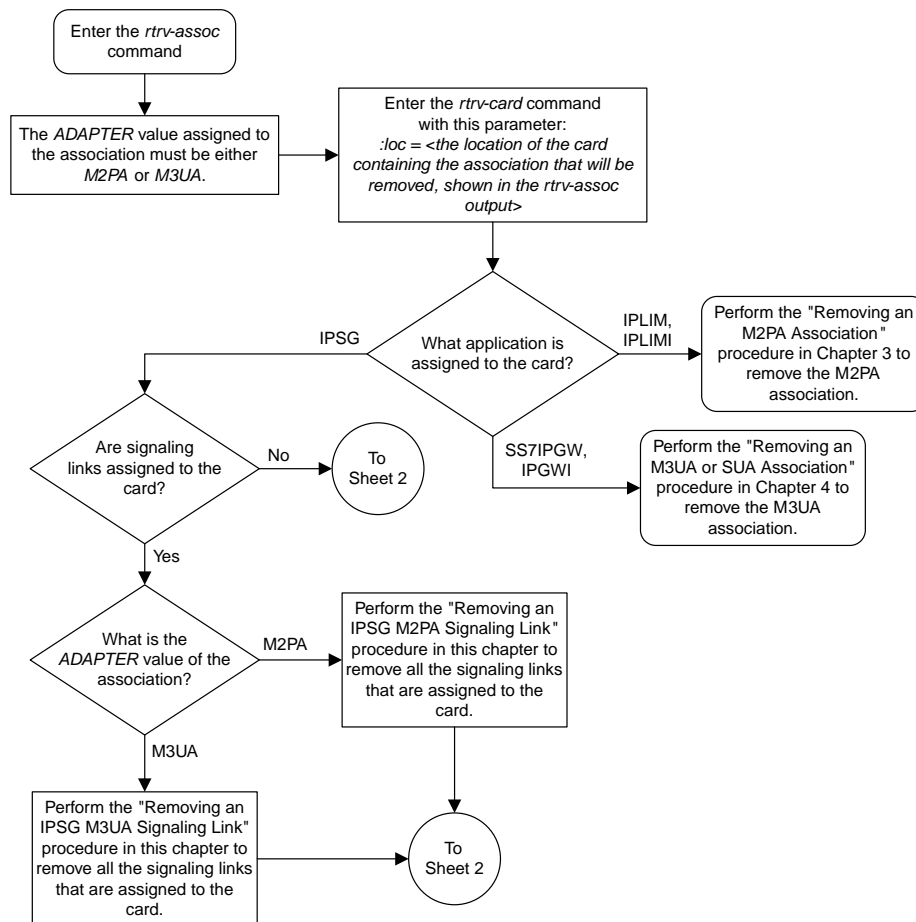 Enter the rtrv-assoc
command
The ADAPTER value assigned to
the association must be either
M2PA or M3UA.
Enter the rtrv-card command
with this parameter:
:loc = <the location of the card
containing the association that will be
removed, shown in the rtrv-assoc
output>
What application is
assigned to the card?
IPSG
IPLIM,
IPLIMI
Perform the "Removing an
M2PA Association"
procedure in Chapter 3 to
remove the M2PA
association.
SS7IPGW,
IPGWI
Perform the "Removing an
M3UA or SUA Association"
procedure in Chapter 4 to
remove the M3UA
association.
Are signaling
links assigned to the
card?
No
To
Sheet 2
Yes
What is the
ADAPTER value of the
association?
M2PA
Perform the "Removing an
IPSG M2PA Signaling Link"
procedure in this chapter to
remove all the signaling links
that are assigned to the
card.
M3UA
Perform the "Removing an
IPSG M3UA Signaling Link"
procedure in this chapter to
remove all the signaling links
that are assigned to the
card.
To
Sheet 2